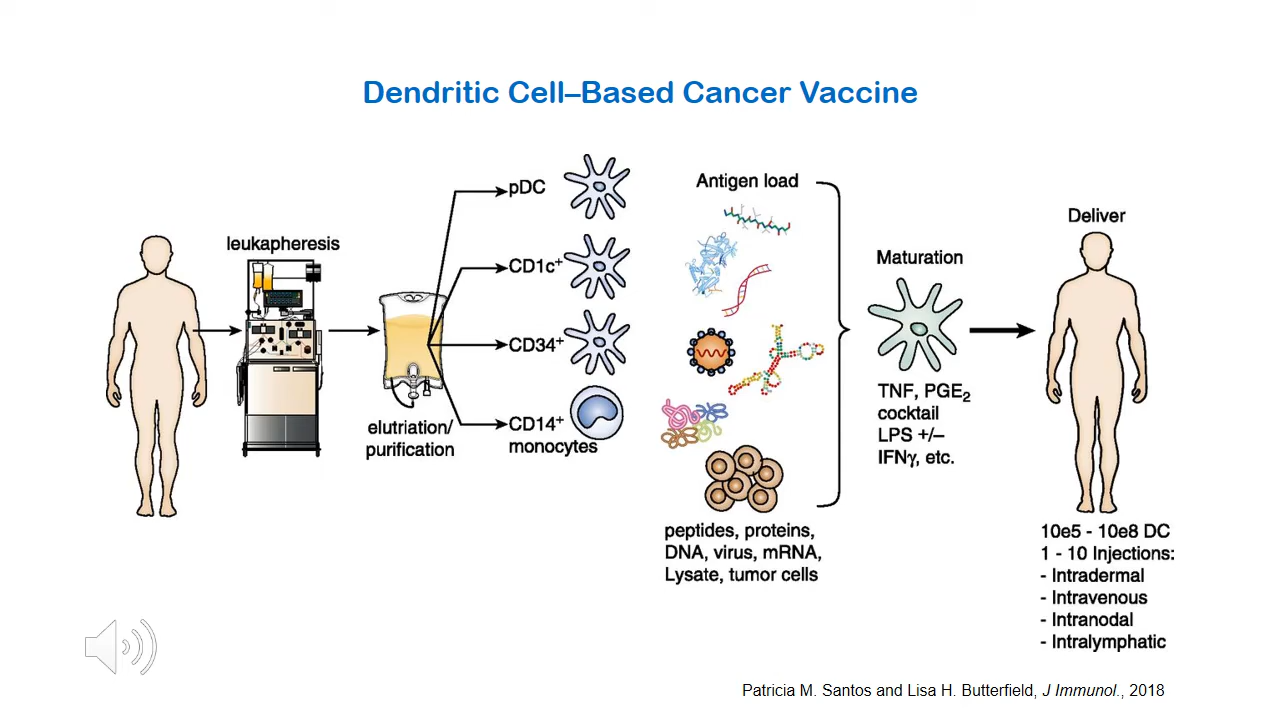 Dendritic Cell–Based Cancer Vaccine
leukapheresis
elutriation/
purification
pDC
CD1c⁺
CD34⁺
CD14⁺
monocytes
Antigen load
peptides, proteins,
DNA, virus, mRNA,
Lysate, tumor cells
Maturation
TNF, PGE₂
cocktail
LPS +/–
IFNγ, etc.
Deliver
10e5 - 10e8 DC
1 - 10 Injections:
- Intradermal
- Intravenous
- Intranodal
- Intralymphatic
Patricia M. Santos and Lisa H. Butterfield, J Immunol., 2018